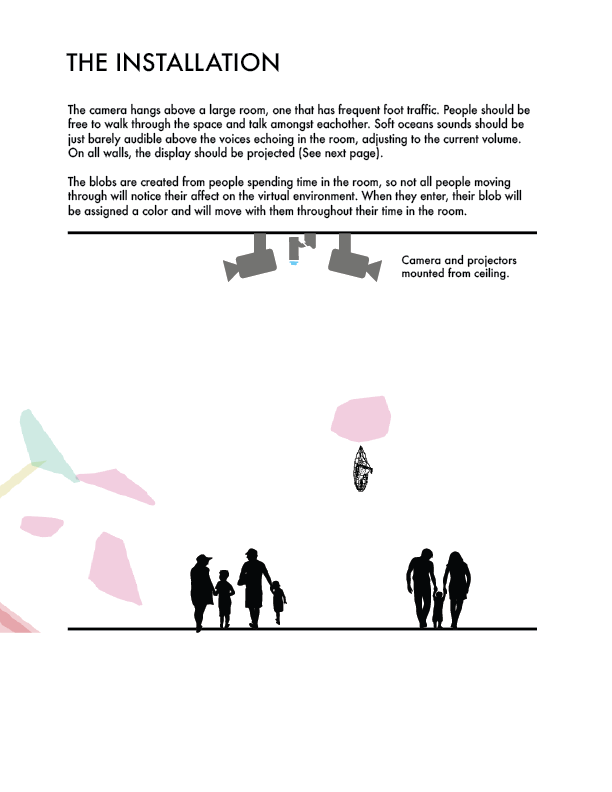 THE INSTALLATION
The camera hangs above a large room, one that has frequent foot traffic. People should be
free to walk through the space and talk amongst eachother. Soft oceans sounds should be
just barely audible above the voices echoing in the room, adjusting to the current volume.
On all walls, the display should be projected (See next page).
The blobs are created from people spending time in the room, so not all people moving
through will notice their affect on the virtual environment. When they enter, their blob will
be assigned a color and will move with them throughout their time in the room.
Camera and projectors
mounted from ceiling.